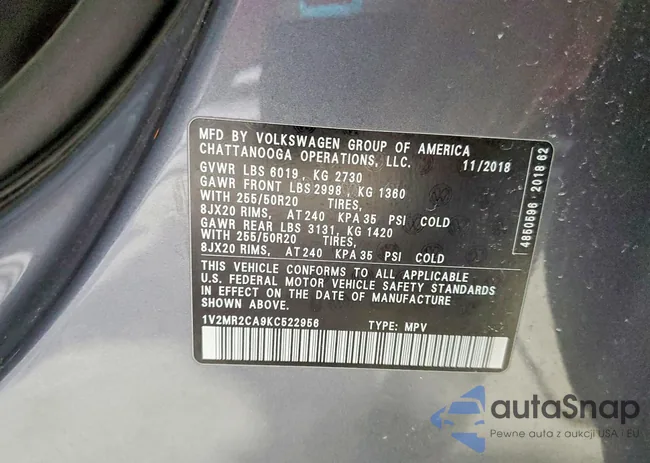 MFD BY VOLKSWAGEN GROUP OF AMERICA
CHATTANOOGA OPERATIONS, LLC. 11/2018
GVWR LBS 6019, KG 2730
GAWR FRONT LBS 2998, KG 1360
WITH 255/50R20 TIRES,
8JX20 RIMS, AT 240 KPA 35 PSI COLD
GAWR REAR LBS 3131, KG 1420
WITH 255/50R20 TIRES,
8JX20 RIMS, AT 240 KPA 35 PSI COLD
THIS VEHICLE CONFORMS TO ALL APPLICABLE
U.S. FEDERAL MOTOR VEHICLE SAFETY STANDARDS
IN EFFECT ON THE DATE OF MANUFACTURE
SHOWN ABOVE.
1V2MR2CA9KC522956 TYPE: MPV
4850596 2018 62
autaSnap
Pewne auta z aukcji USA i EU